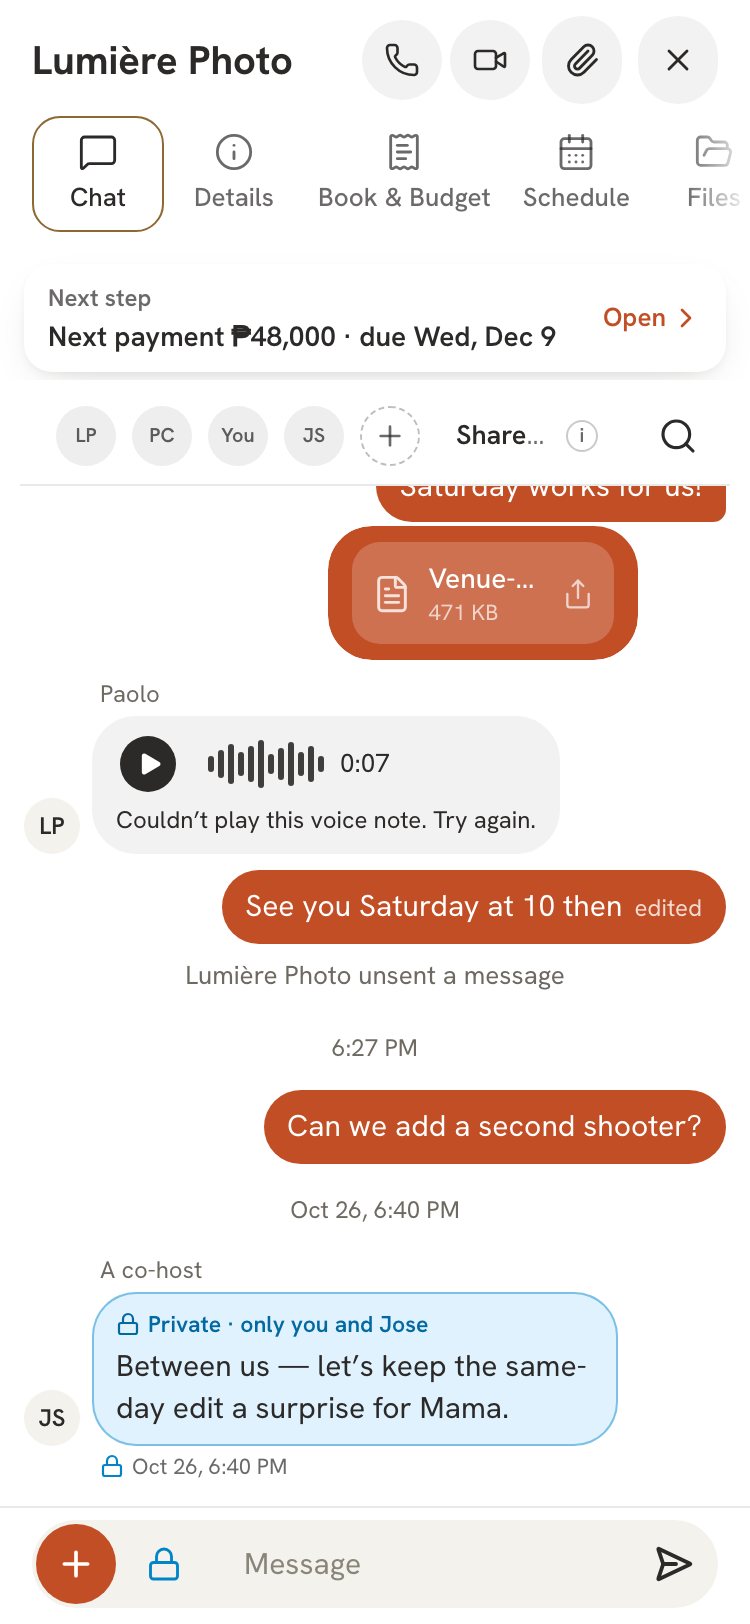 Lumière Photo
Chat
Details
Book & Budget
Schedule
Files
Next step
Next payment ₱48,000 · due Wed, Dec 9
Open
LP
PC
You
JS
Share...
Saturday works for us!
Venue-...
471 KB
Paolo
0:07
Couldn’t play this voice note. Try again.
LP
See you Saturday at 10 then edited
Lumière Photo unsent a message
6:27 PM
Can we add a second shooter?
Oct 26, 6:40 PM
A co-host
Private · only you and Jose
Between us — let’s keep the same-
day edit a surprise for Mama.
JS
Oct 26, 6:40 PM
Message